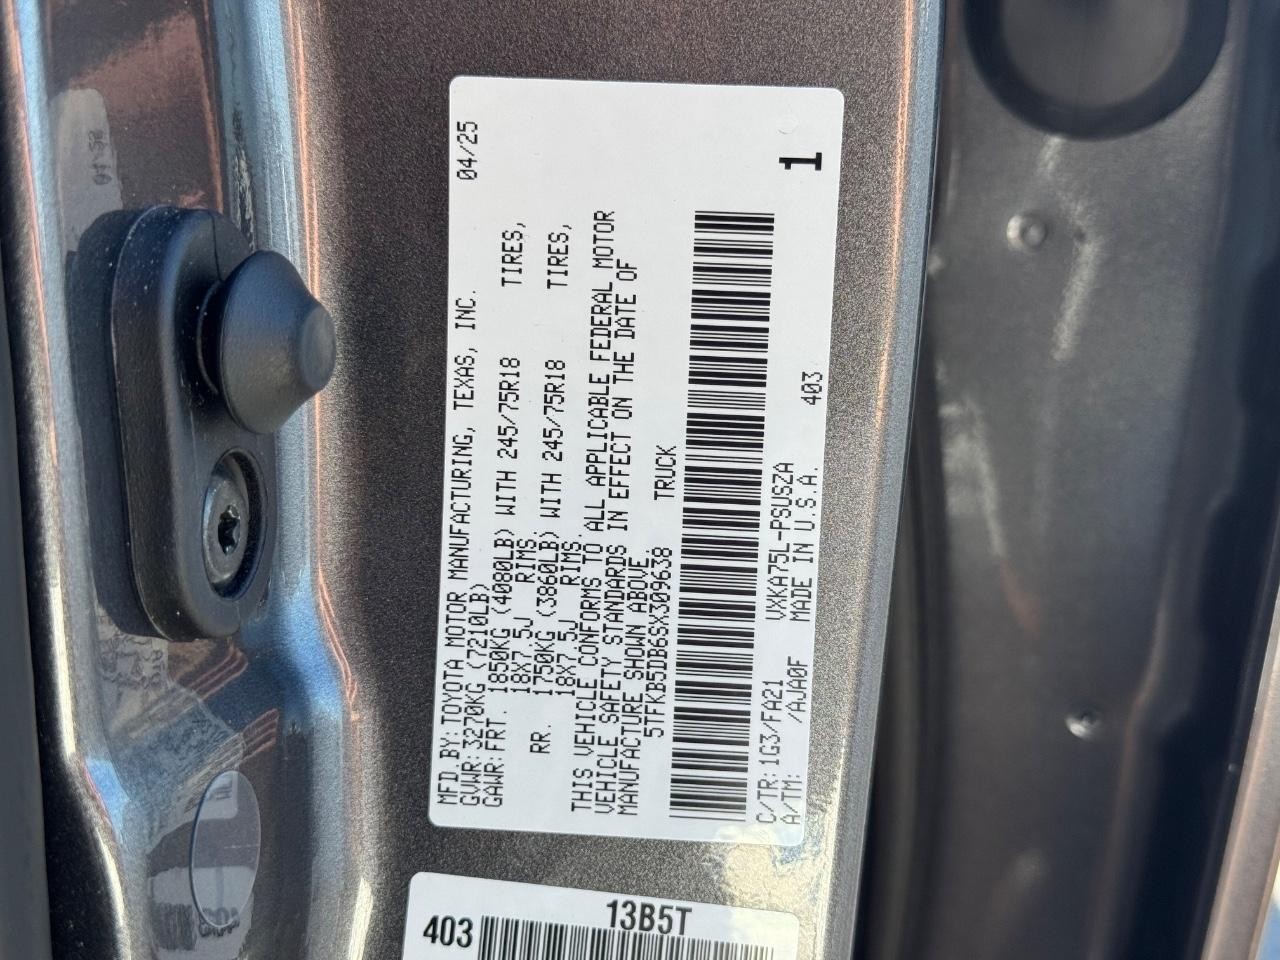 MFD BY: TOYOTA MOTOR MANUFACTURING, TEXAS, INC. 04/25
GVWR: 3270KG (7210LB)
GAWR: FRT. 1850KG (4080LB) WITH 245/75R18 TIRES,
18X7.5J RIMS.
RR. 1750KG (3860LB) WITH 245/75R18 TIRES,
18X7.5J RIMS.
THIS VEHICLE CONFORMS TO ALL APPLICABLE FEDERAL MOTOR
VEHICLE SAFETY STANDARDS IN EFFECT ON THE DATE OF
MANUFACTURE SHOWN ABOVE.
5TFKB5DB6SX309638 TRUCK
1
C/TR: 1G3/FA21 VXKA75L-PSUSZA
A/TM: /AJA0F MADE IN U.S.A. 403
403 13B5T